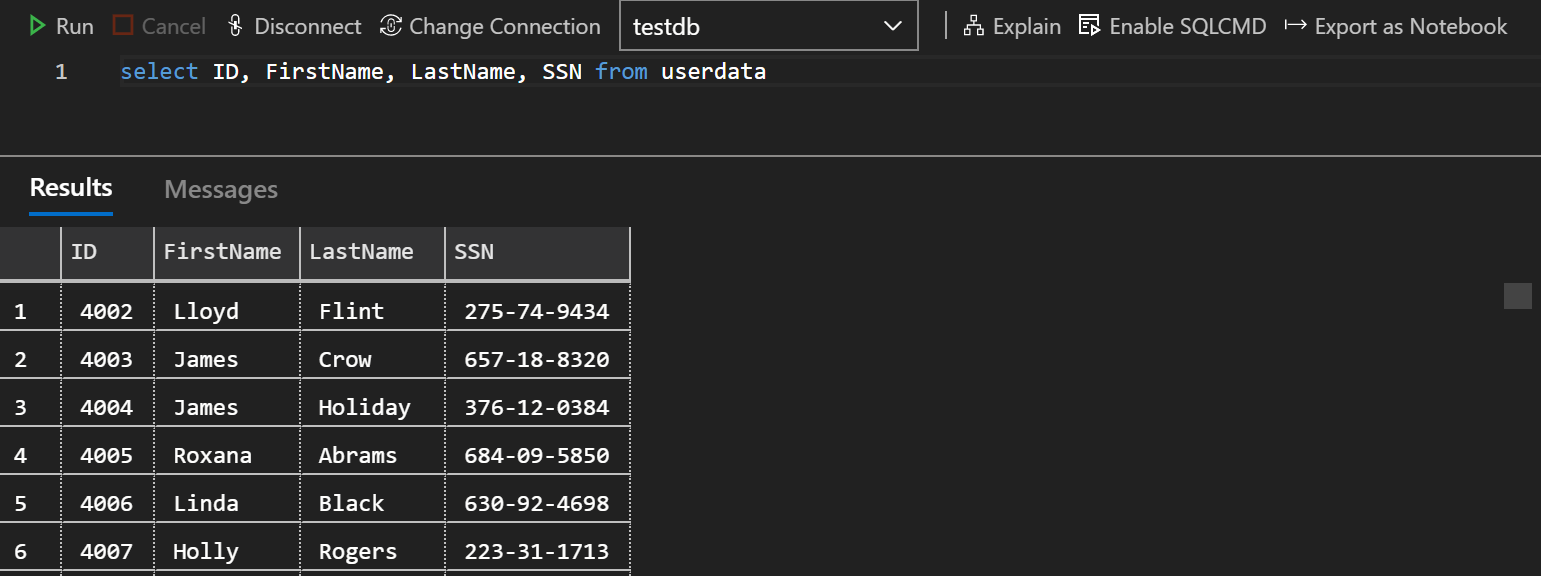 Run Cancel Disconnect Change Connection testdb Explain Enable SQLCMD Export as Notebook
1 select ID, FirstName, LastName, SSN from userdata
Results Messages
ID FirstName LastName SSN
1 4002 Lloyd Flint 275-74-9434
2 4003 James Crow 657-18-8320
3 4004 James Holiday 376-12-0384
4 4005 Roxana Abrams 684-09-5850
5 4006 Linda Black 630-92-4698
6 4007 Holly Rogers 223-31-1713